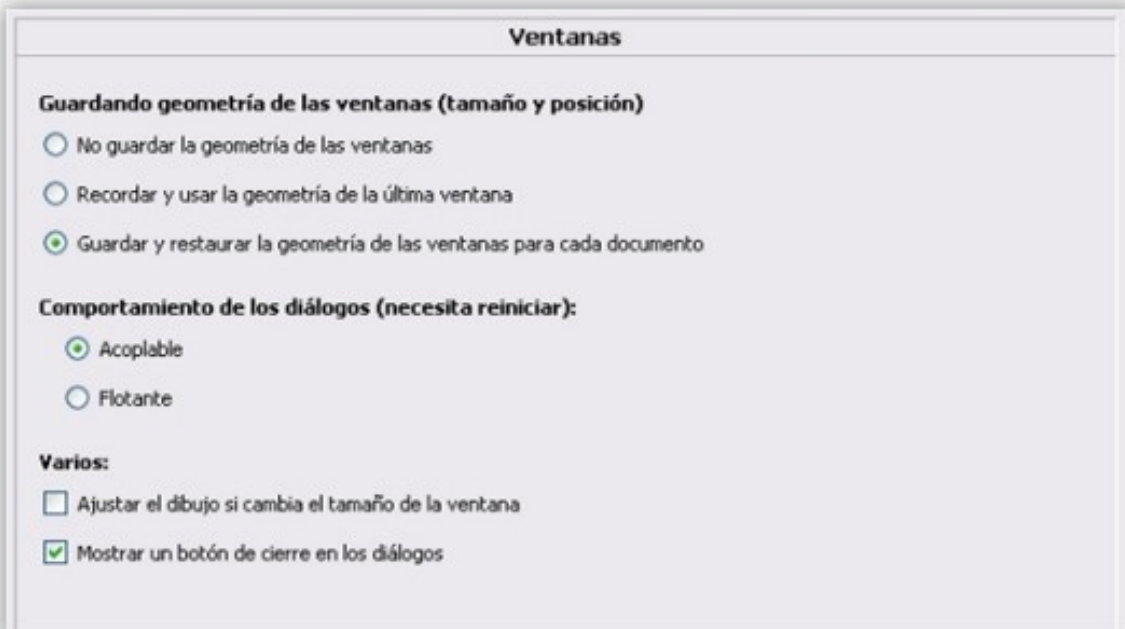 Ventanas
Guardando geometría de las ventanas (tamaño y posición)
No guardar la geometría de las ventanas
Recordar y usar la geometría de la última ventana
Guardar y restaurar la geometría de las ventanas para cada documento
Comportamiento de los diálogos (necesita reiniciar):
Acoplable
Flotante
Varios:
Ajustar el dibujo si cambia el tamaño de la ventana
Mostrar un botón de cierre en los diálogos